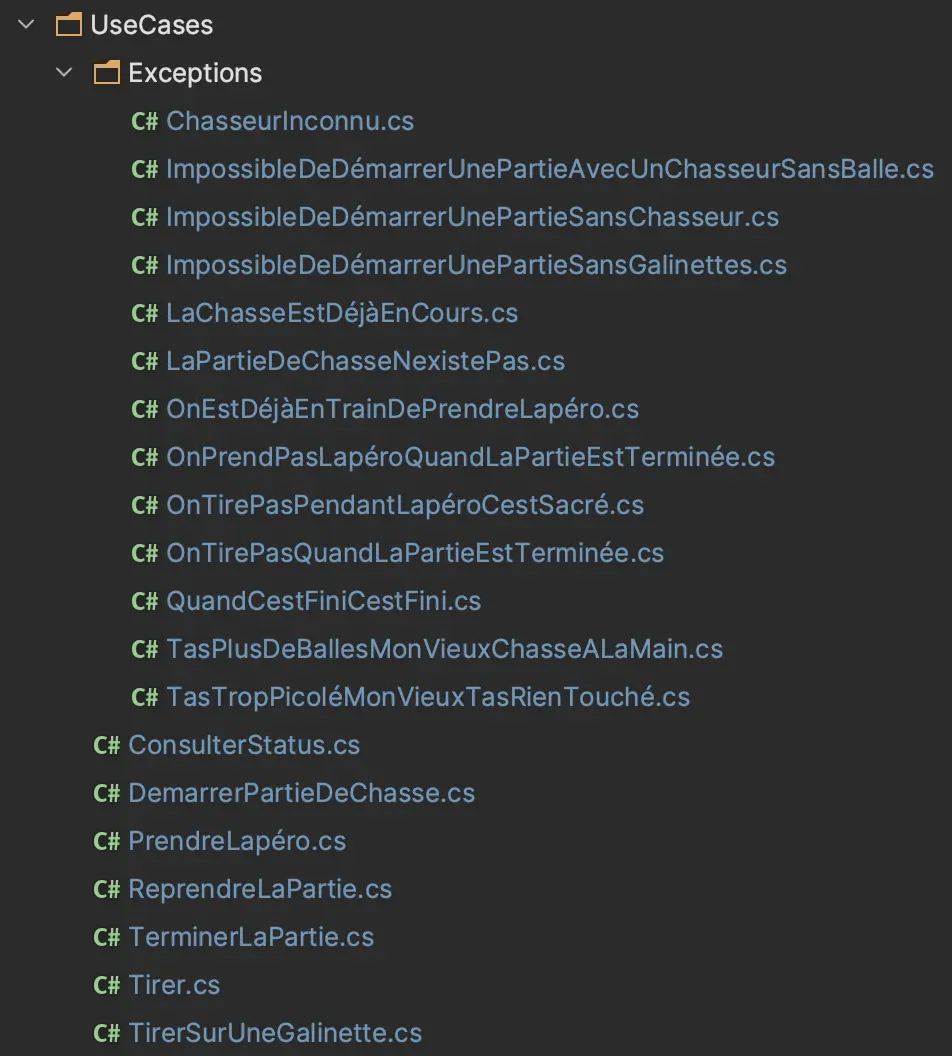 UseCases
Exceptions
C# ChasseurInconnu.cs
C# ImpossibleDeDémarrerUnePartieAvecUnChasseurSansBalle.cs
C# ImpossibleDeDémarrerUnePartieSansChasseur.cs
C# ImpossibleDeDémarrerUnePartieSansGalinettes.cs
C# LaChasseEstDéjàEnCours.cs
C# LaPartieDeChasseNexistePas.cs
C# OnEstDéjàEnTrainDePrendreLapéro.cs
C# OnPrendPasLapéroQuandLaPartieEstTerminée.cs
C# OnTirePasPendantLapéroCestSacré.cs
C# OnTirePasQuandLaPartieEstTerminée.cs
C# QuandCestFiniCestFini.cs
C# TasPlusDeBallesMonVieuxChasseALaMain.cs
C# TasTropPicoléMonVieuxTasRienTouché.cs
C# ConsulterStatus.cs
C# DemarrerPartieDeChasse.cs
C# PrendreLapéro.cs
C# ReprendreLaPartie.cs
C# TerminerLaPartie.cs
C# Tirer.cs
C# TirerSurUneGalinette.cs